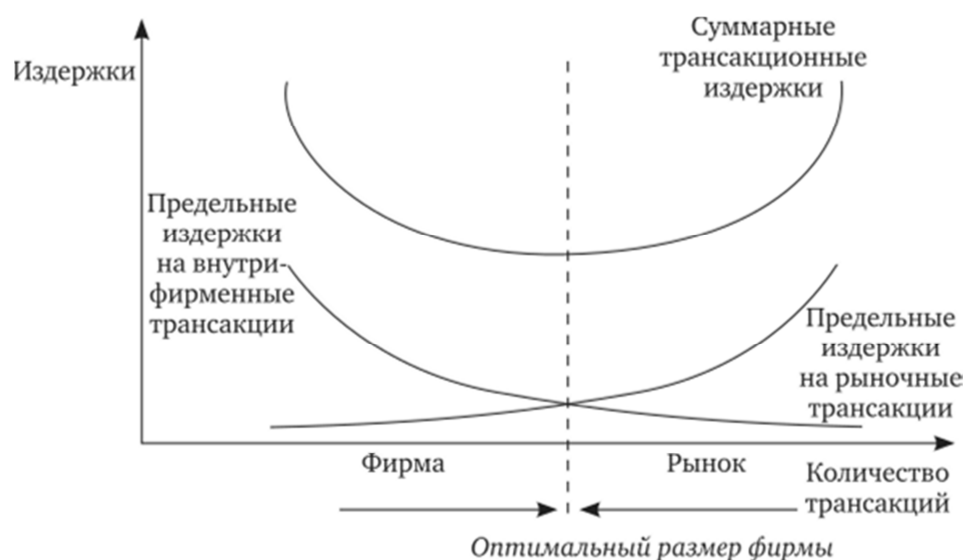 Суммарные
трансакционные
издержки
Издержки
Предельные
издержки
на внутри-
фирменные
трансакции
Предельные
издержки
на рыночные
трансакции
Фирма
Рынок
Количество
трансакций
Оптимальный размер фирмы